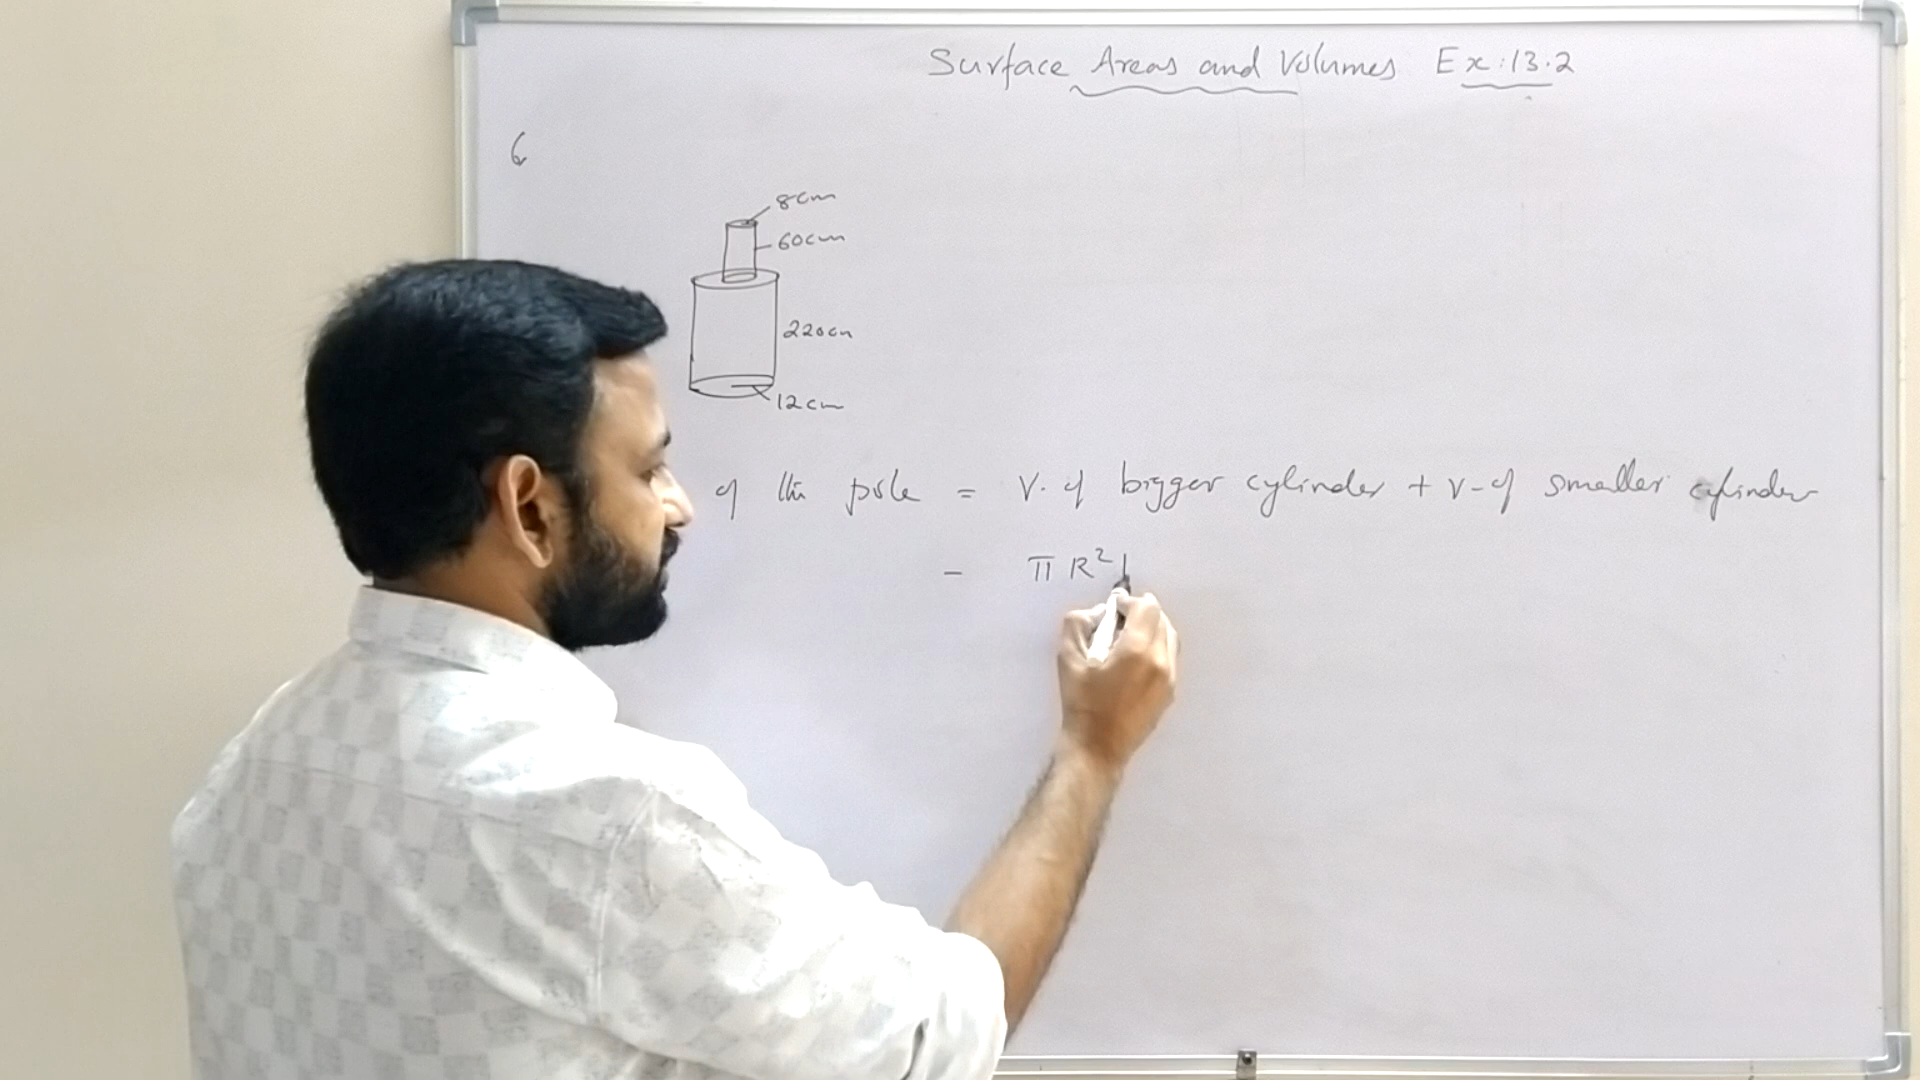 Surface Areas and Volumes Ex:13.2
6
8cm
60cm
220cm
12cm
of the pole = V. of bigger cylinder + V. of smaller cylinder
- π R²